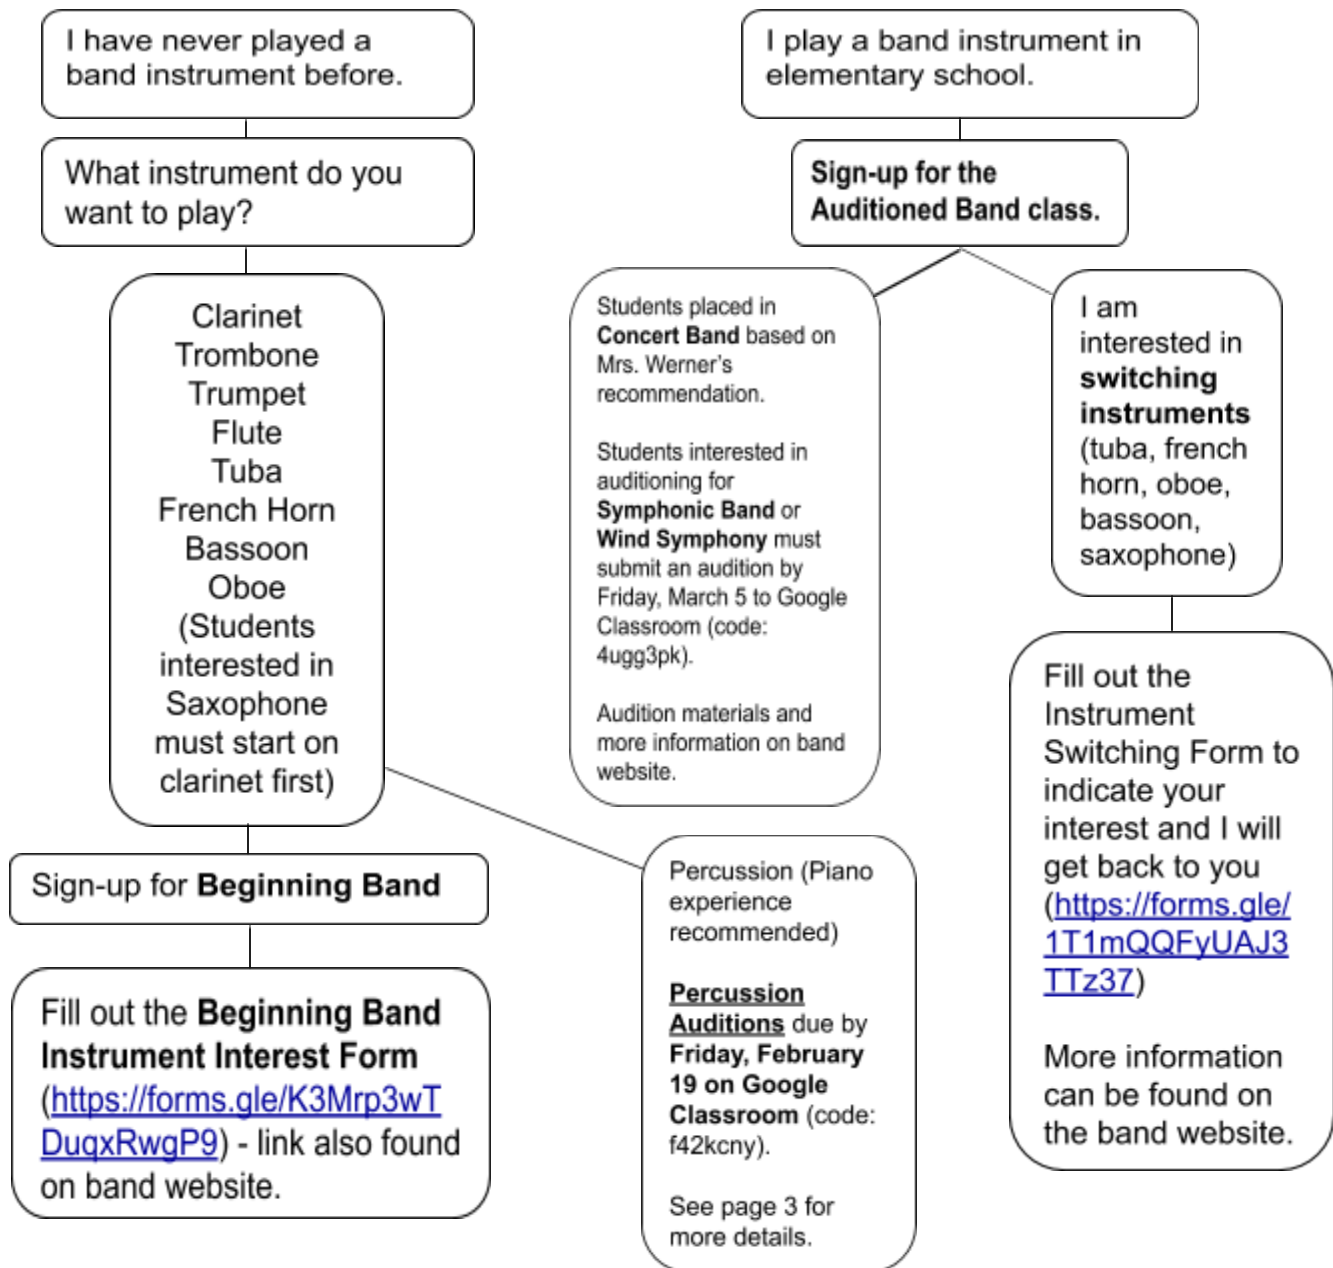 I have never played a
band instrument before.
What instrument do you
want to play?
Clarinet
Trombone
Trumpet
Flute
Tuba
French Horn
Bassoon
Oboe
(Students
interested in
Saxophone
must start on
clarinet first)
Sign-up for Beginning Band
Fill out the Beginning Band
Instrument Interest Form
(https://forms.gle/K3Mrp3wT
DuqxRwgP9) - link also found
on band website.
Percussion (Piano
experience
recommended)
Percussion
Auditions due by
Friday, February
19 on Google
Classroom (code:
f42kcny).
See page 3 for
more details.
I play a band instrument in
elementary school.
Sign-up for the
Auditioned Band class.
Students placed in
Concert Band based on
Mrs. Werner's
recommendation.
Students interested in
auditioning for
Symphonic Band or
Wind Symphony must
submit an audition by
Friday, March 5 to Google
Classroom (code:
4ugg3pk).
Audition materials and
more information on band
website.
I am
interested in
switching
instruments
(tuba, french
horn, oboe,
bassoon,
saxophone)
Fill out the
Instrument
Switching Form to
indicate your
interest and I will
get back to you
(https://forms.gle/
1T1mQQFyUAJ3
TTz37)
More information
can be found on
the band website.